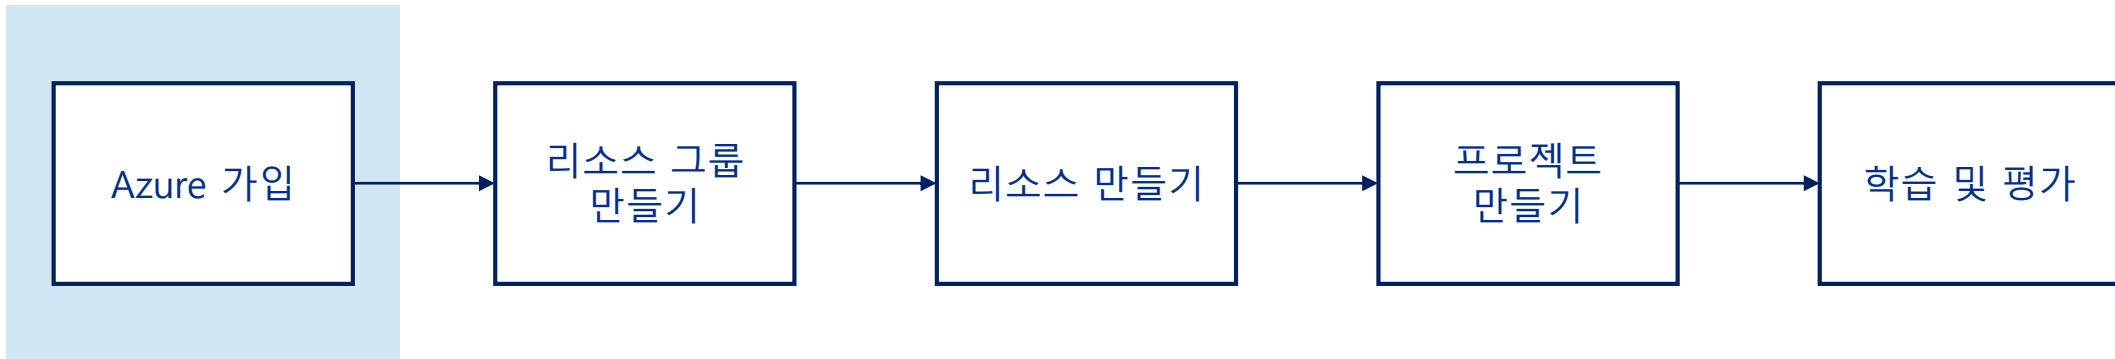 Azure 가입
리소스 그룹
만들기
리소스 만들기
프로젝트
만들기
학습 및 평가